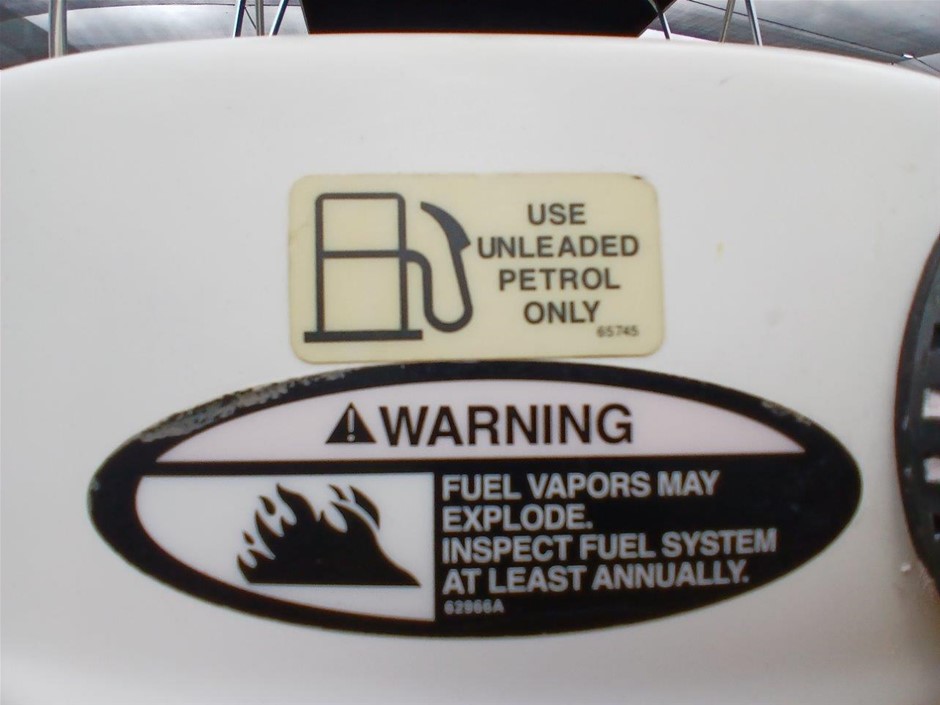 USE
UNLEADED
PETROL
ONLY
65745
WARNING
FUEL VAPORS MAY
EXPLODE.
INSPECT FUEL SYSTEM
AT LEAST ANNUALLY.
62966A